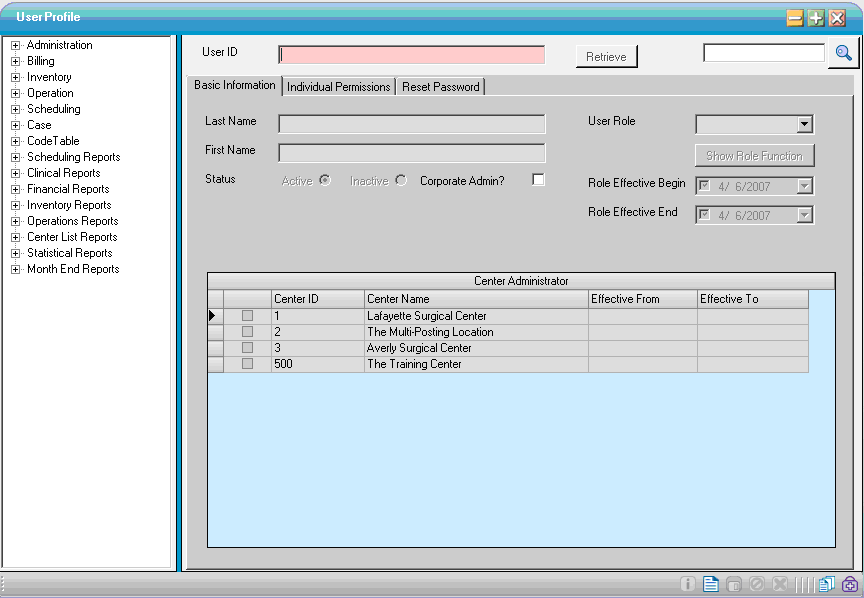 User Profile
Administration
Billing
Inventory
Operation
Scheduling
Case
CodeTable
Scheduling Reports
Clinical Reports
Financial Reports
Inventory Reports
Operations Reports
Center List Reports
Statistical Reports
Month End Reports
User ID Retrieve
Basic Information Individual Permissions Reset Password
Last Name User Role
First Name Show Role Function
Status Active Inactive Corporate Admin? Role Effective Begin 4/ 6/2007
Role Effective End 4/ 6/2007
Center Administrator
Center ID Center Name Effective From Effective To
1 Lafayette Surgical Center
2 The Multi-Posting Location
3 Averly Surgical Center
500 The Training Center